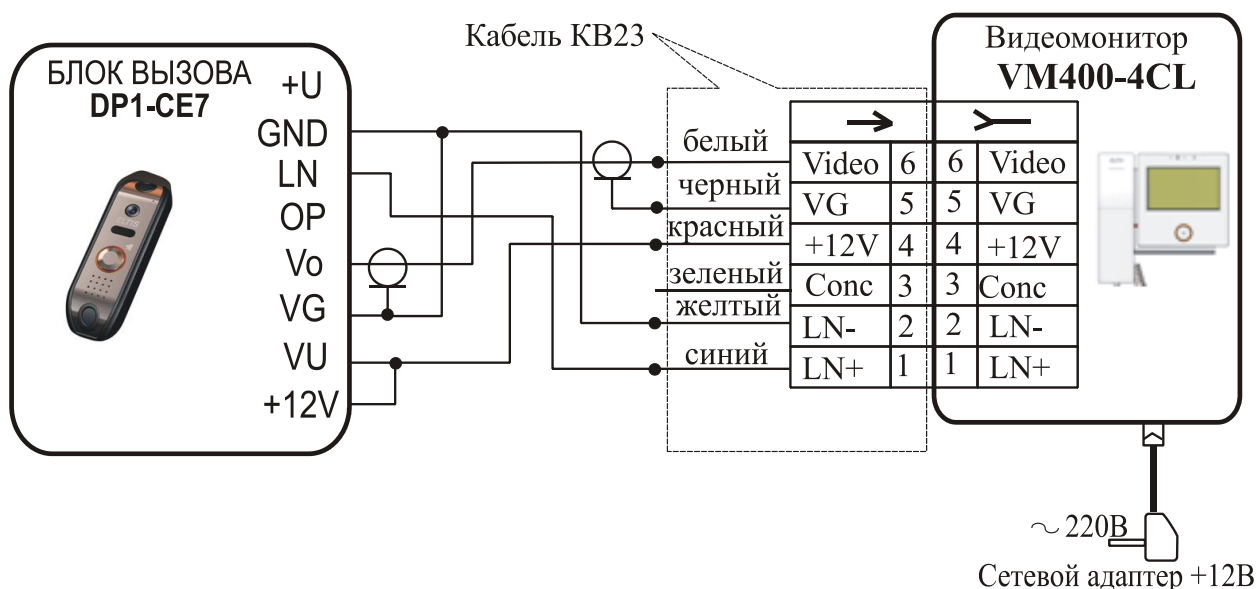 Кабель КВ23
БЛОК ВЫЗОВА
DP1-CE7
+U
GND
LN
OP
Vo
VG
VU
+12V
белый
черный
красный
зеленый
желтый
синий
Видеомонитор
VM400-4CL
Video 6 6 Video
VG 5 5 VG
+12V 4 4 +12V
Conc 3 3 Conc
LN- 2 2 LN-
LN+ 1 1 LN+
~ 220В
Сетевой адаптер +12В